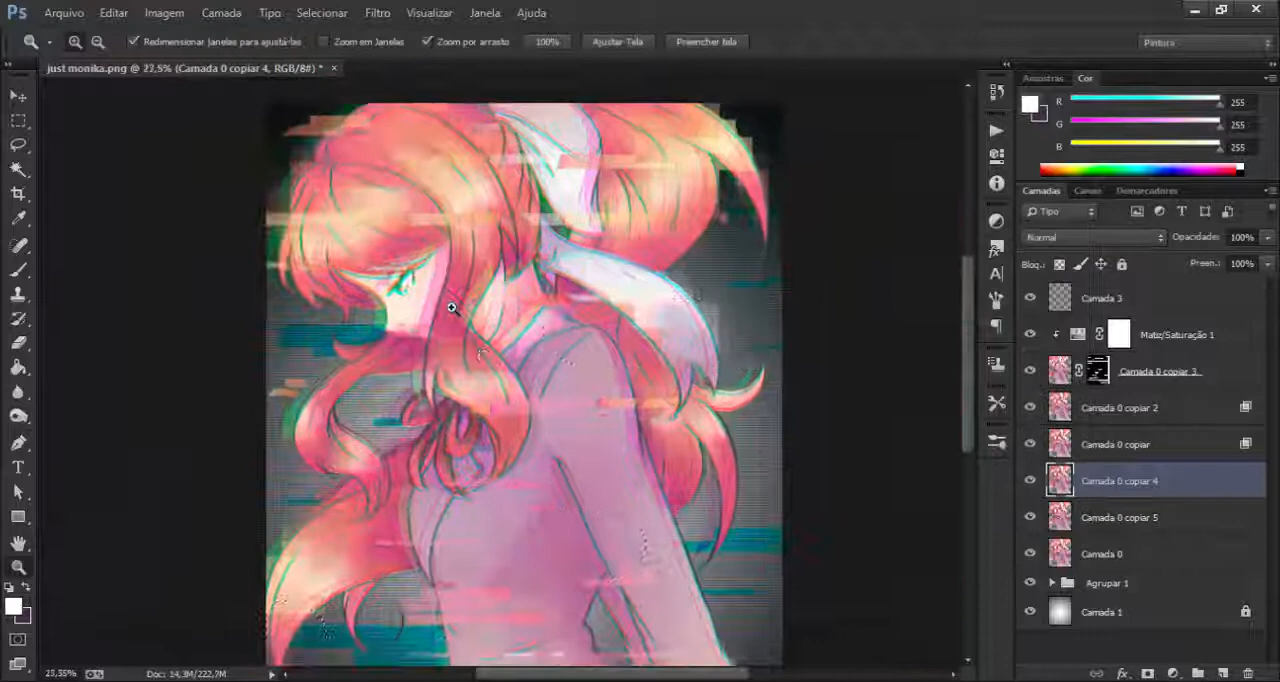 Ps Arquivo Editar Imagem Camada Tipo Selecionar Filtro Visualizar Janela Ajuda
Redimensionar Janelas para ajustá-las Zoom em Janelas Zoom por arrasto 100% Ajustar Tela Preencher tela Pintura
just monika.png @ 23,5% (Camada 0 copiar 4, RGB/8#) * ×
Amostras Cor
R 255
G 255
B 255
Camadas Canais Demarcadores
Tipo
Normal Opacidade: 100%
Bloq.: Preen.: 100%
Camada 3
Matiz/Saturação 1
Camada 0 copiar 3
Camada 0 copiar 2
Camada 0 copiar
Camada 0 copiar 4
Camada 0 copiar 5
Camada 0
Agrupar 1
Camada 1
Doc: 14,3M/222,7M